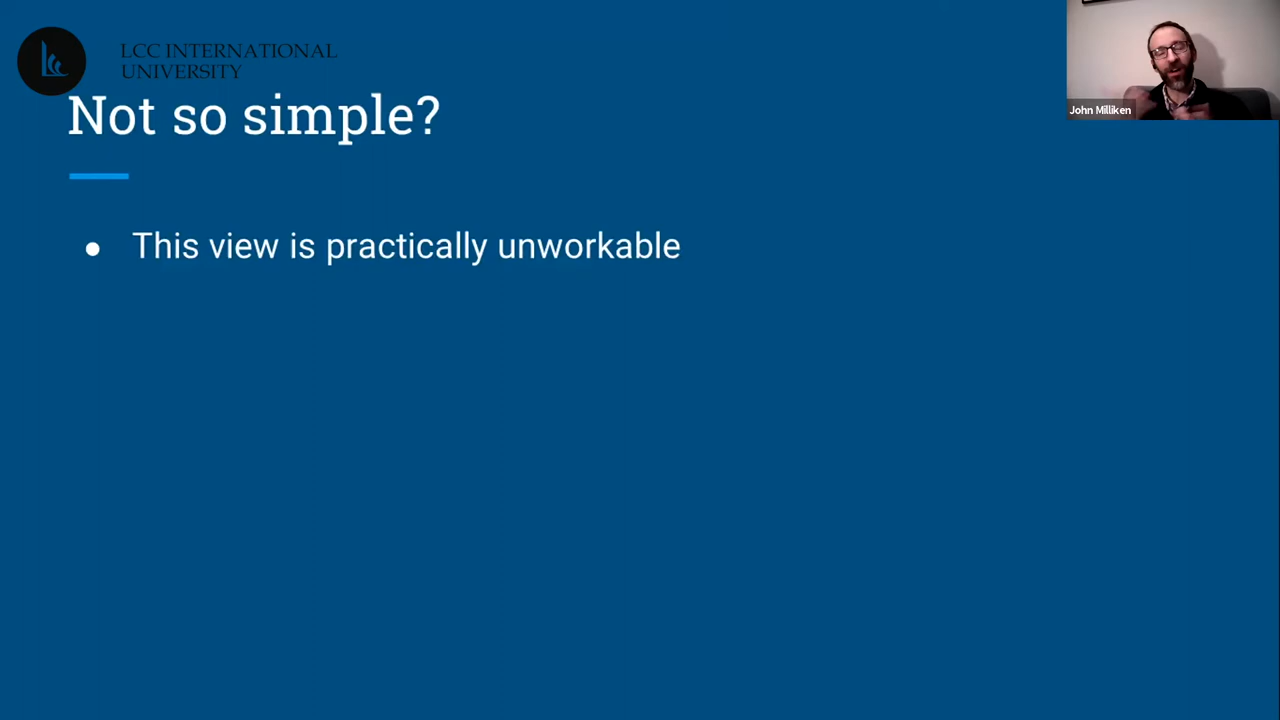 LCC INTERNATIONAL
UNIVERSITY
Not so simple?
● This view is practically unworkable
John Milliken